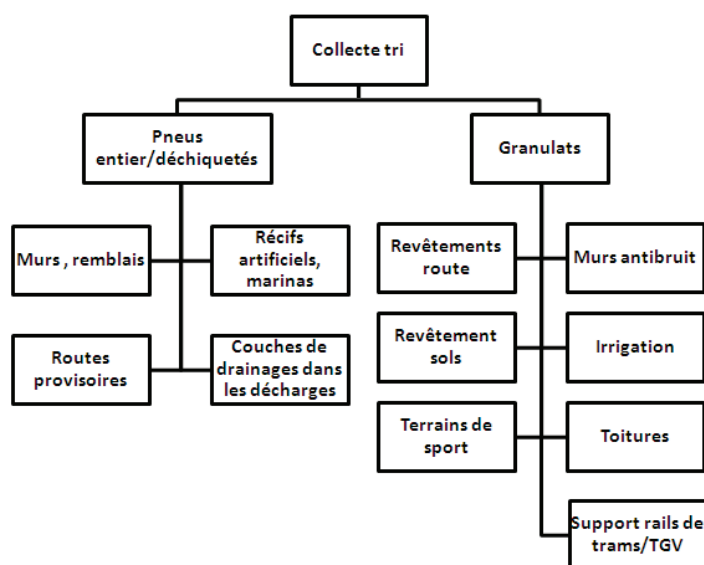 Collecte tri
Pneus
entier/déchiquetés
Granulats
Murs , remblais
Récifs
artificiels,
marinas
Routes
provisoires
Couches de
drainages dans
les décharges
Revêtements
route
Murs antibruit
Revêtement
sols
Irrigation
Terrains de
sport
Toitures
Support rails de
trams/TGV